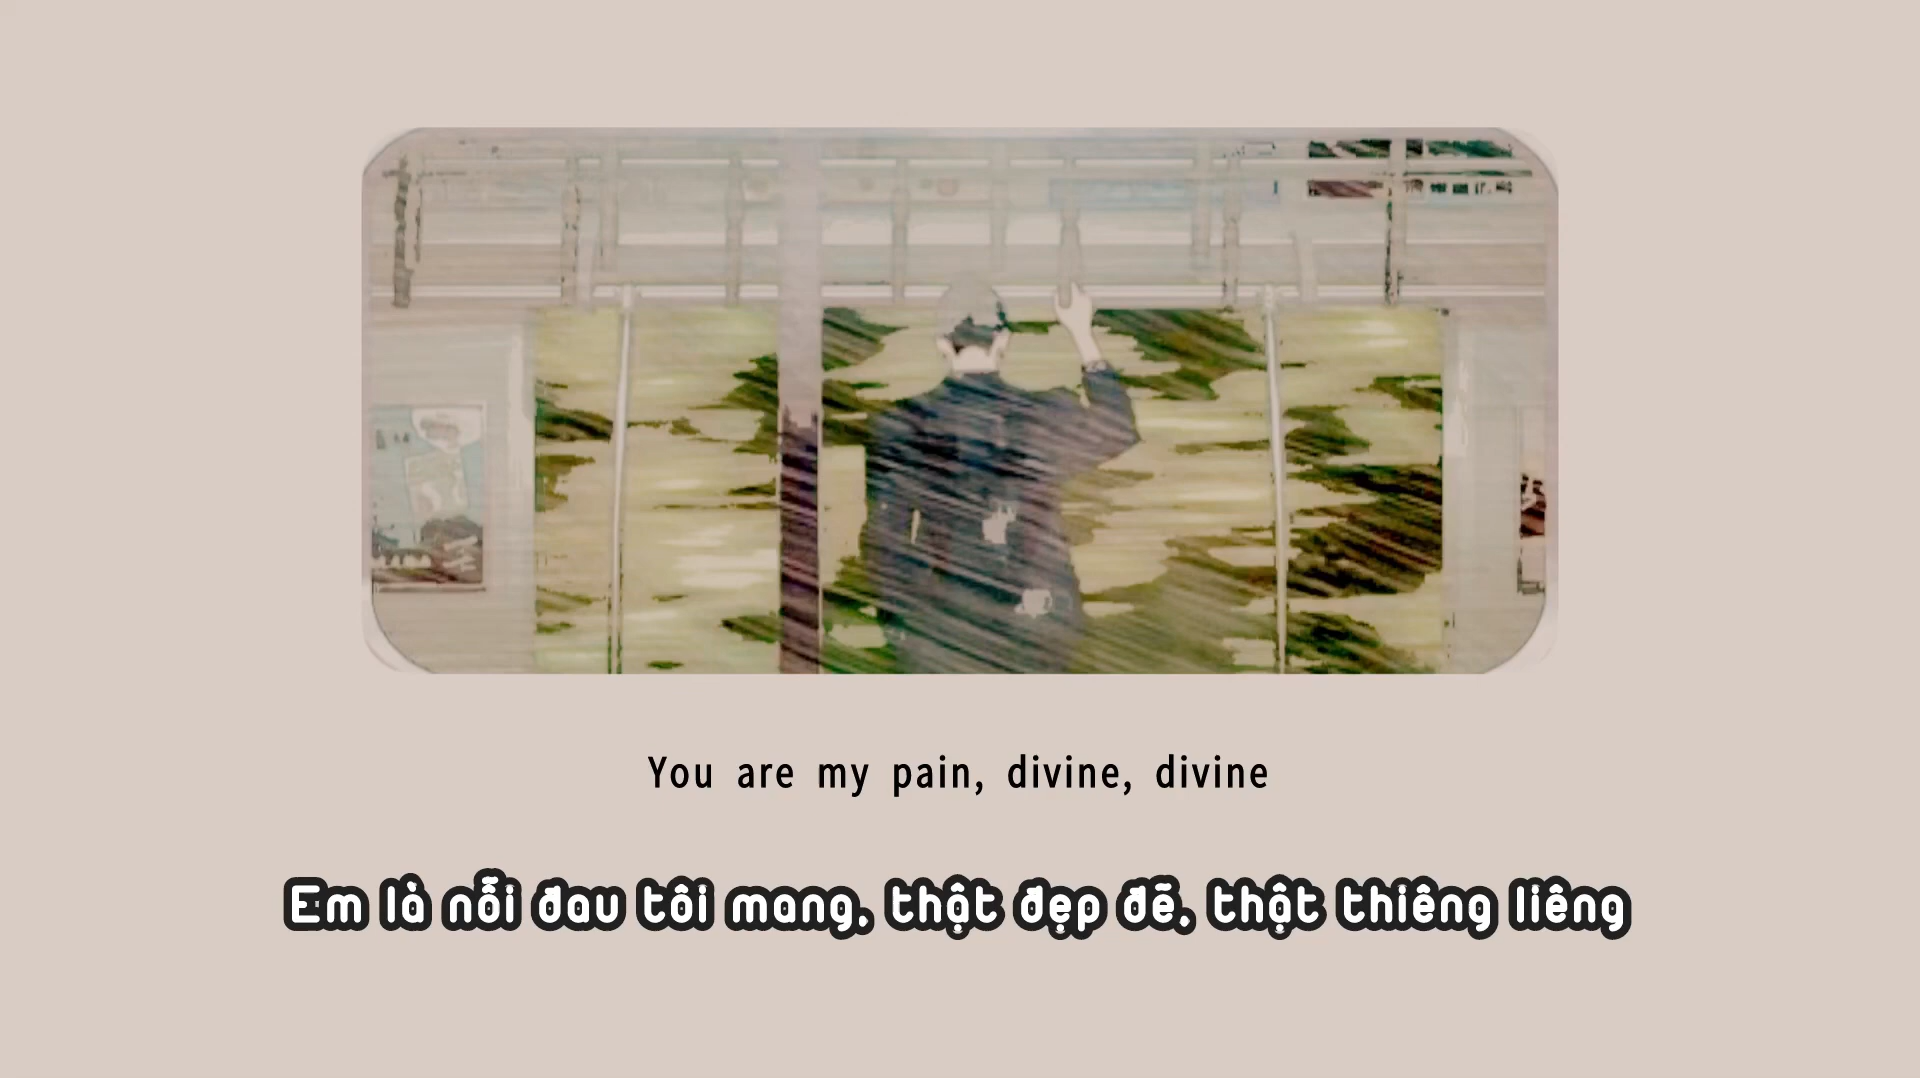 You are my pain, divine, divine
Em là nỗi đau tôi mang, thật đẹp đẽ, thật thiêng liêng